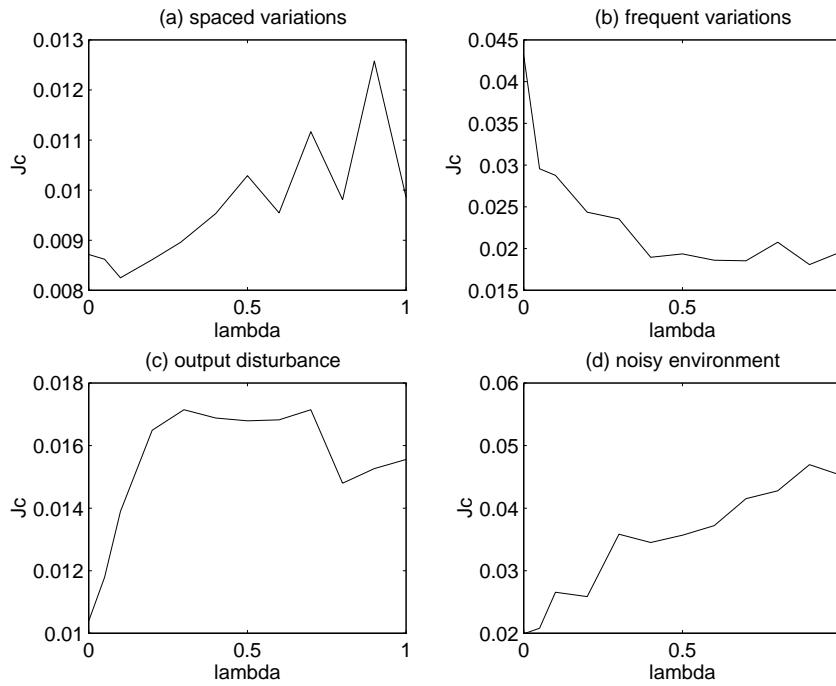 (a) spaced variations
0.013
0.012
0.011
0.01
0.009
0.008
Jc
0 0.5 1
lambda
(b) frequent variations
0.045
0.04
0.035
0.03
0.025
0.02
0.015
Jc
0 0.5
lambda
(c) output disturbance
0.018
0.016
0.014
0.012
0.01
Jc
0 0.5 1
lambda
(d) noisy environment
0.06
0.05
0.04
0.03
0.02
Jc
0 0.5
lambda